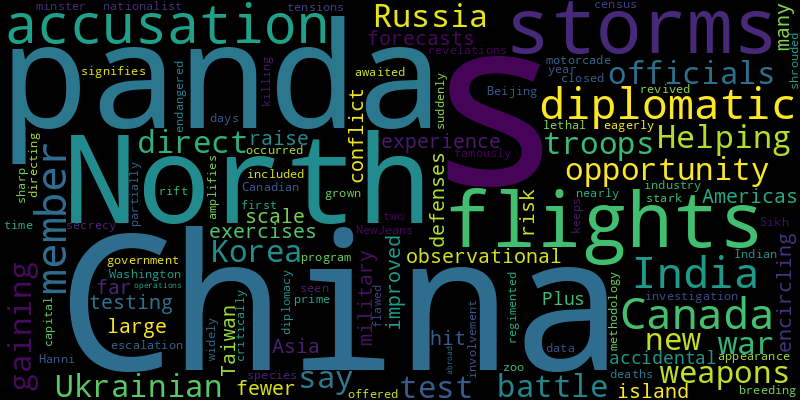 minster nationalist tensions census
accusation Russia storms many
panda S forecasts
revelations shrouded
signifies endangered killing awaited suddenly motorcade officials
year closed revived Beijing
days lethal eagerly diplomatic
North direct raise conflict experience troops Helping
occurred famously
sharp directing member partially rift included Canadian amplifies grown first two defenses opportunity
industry nearly stark keeps Americas
time secrecy scale NewJeans risk flights Sikh
exercises
China Korea program improved observational India Indian encircling
government Washington operations
gaining far testing Taiwan critically diplomacy seen prime military flawed Plus regimented methodology investigation
large Asia Canada
capital escalation widely hit involvement data new war
Hanni abroad accidental appearance
species zoo deaths weapons
Ukrainian fewer say offered test battle island breeding